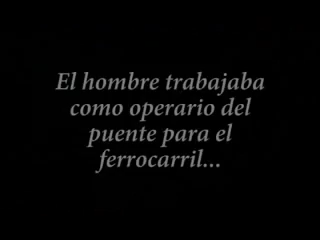 El hombre trabajaba
como operario del
puente para el
ferrocarril...